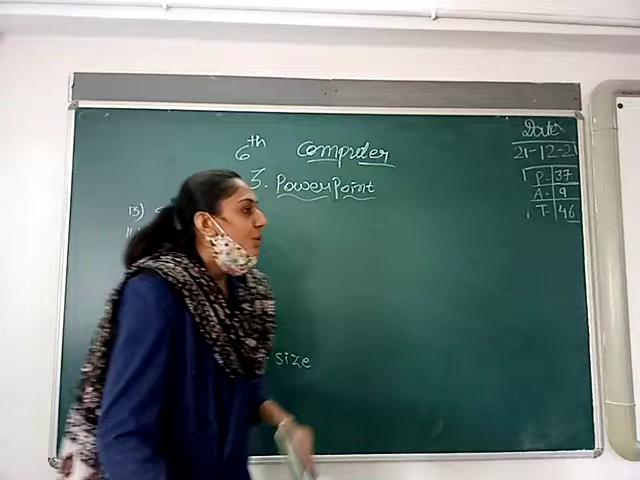 6th Computer
3. PowerPoint
13)
size
Date
21-12-21
P. 37
A. 9
T. 46